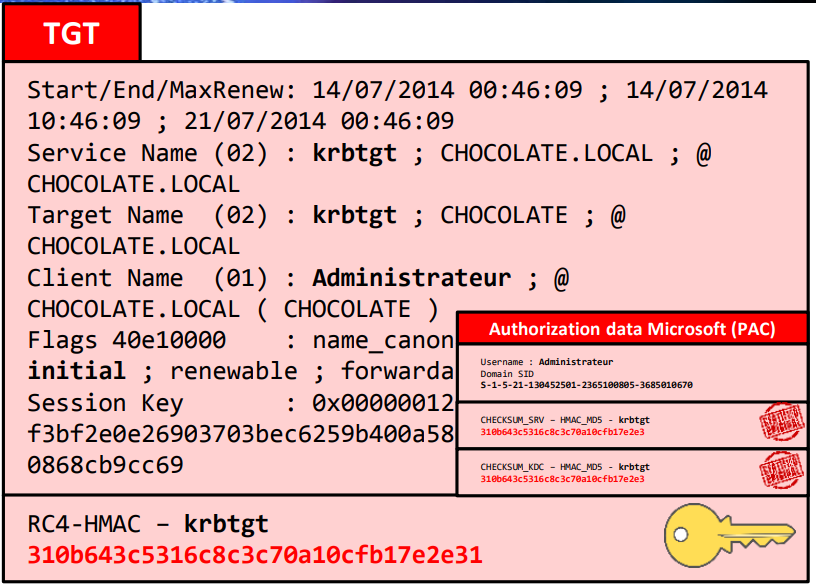 TGT
Start/End/MaxRenew: 14/07/2014 00:46:09 ; 14/07/2014
10:46:09 ; 21/07/2014 00:46:09
Service Name (02) : krbtgt ; CHOCOLATE.LOCAL ; @
CHOCOLATE.LOCAL
Target Name (02) : krbtgt ; CHOCOLATE ; @
CHOCOLATE.LOCAL
Client Name (01) : Administrateur ; @
CHOCOLATE.LOCAL ( CHOCOLATE )
Flags 40e10000 : name_canon
initial ; renewable ; forwarda
Session Key : 0x00000012
f3bf2e0e26903703bec6259b400a58
0868cb9cc69
Authorization data Microsoft (PAC)
Username : Administrateur
Domain SID
S-1-5-21-130452501-2365100805-3685010670
CHECKSUM_SRV – HMAC_MD5 - krbtgt
310b643c5316c8c3c70a10cfb17e2e3
CHECKSUM_KDC – HMAC_MD5 - krbtgt
310b643c5316c8c3c70a10cfb17e2e3
RC4-HMAC – krbtgt
310b643c5316c8c3c70a10cfb17e2e31